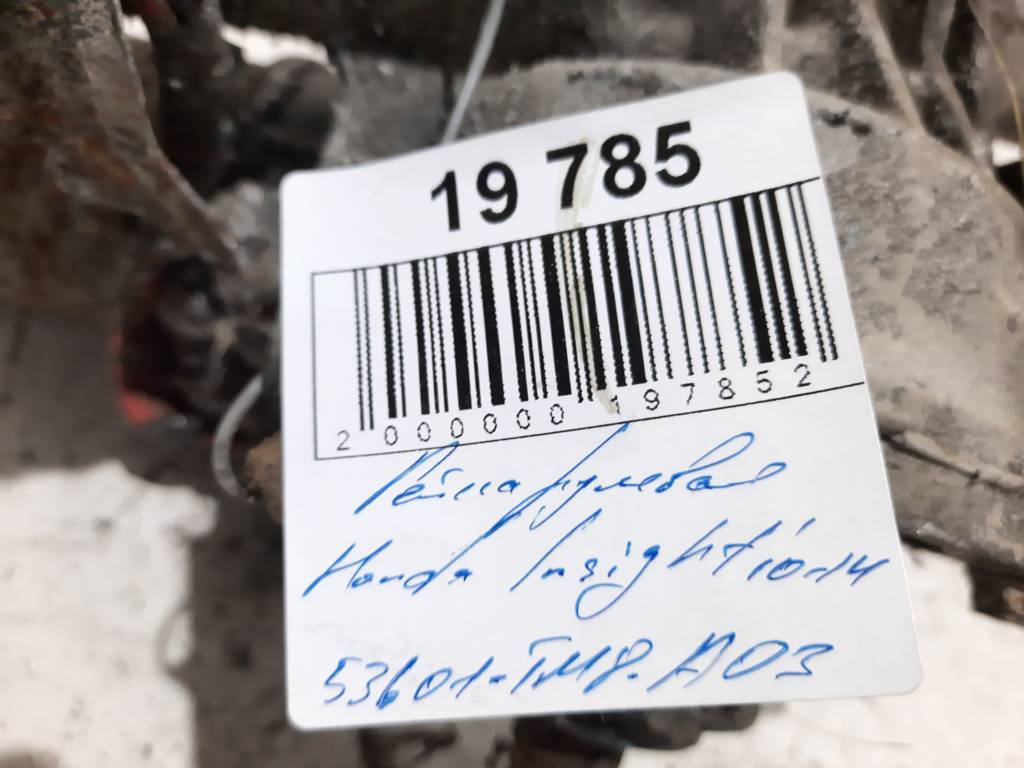 19 785
2 000000 197852
Рейка рулевая
Honda Insight 10-14
53601-TM8-A03